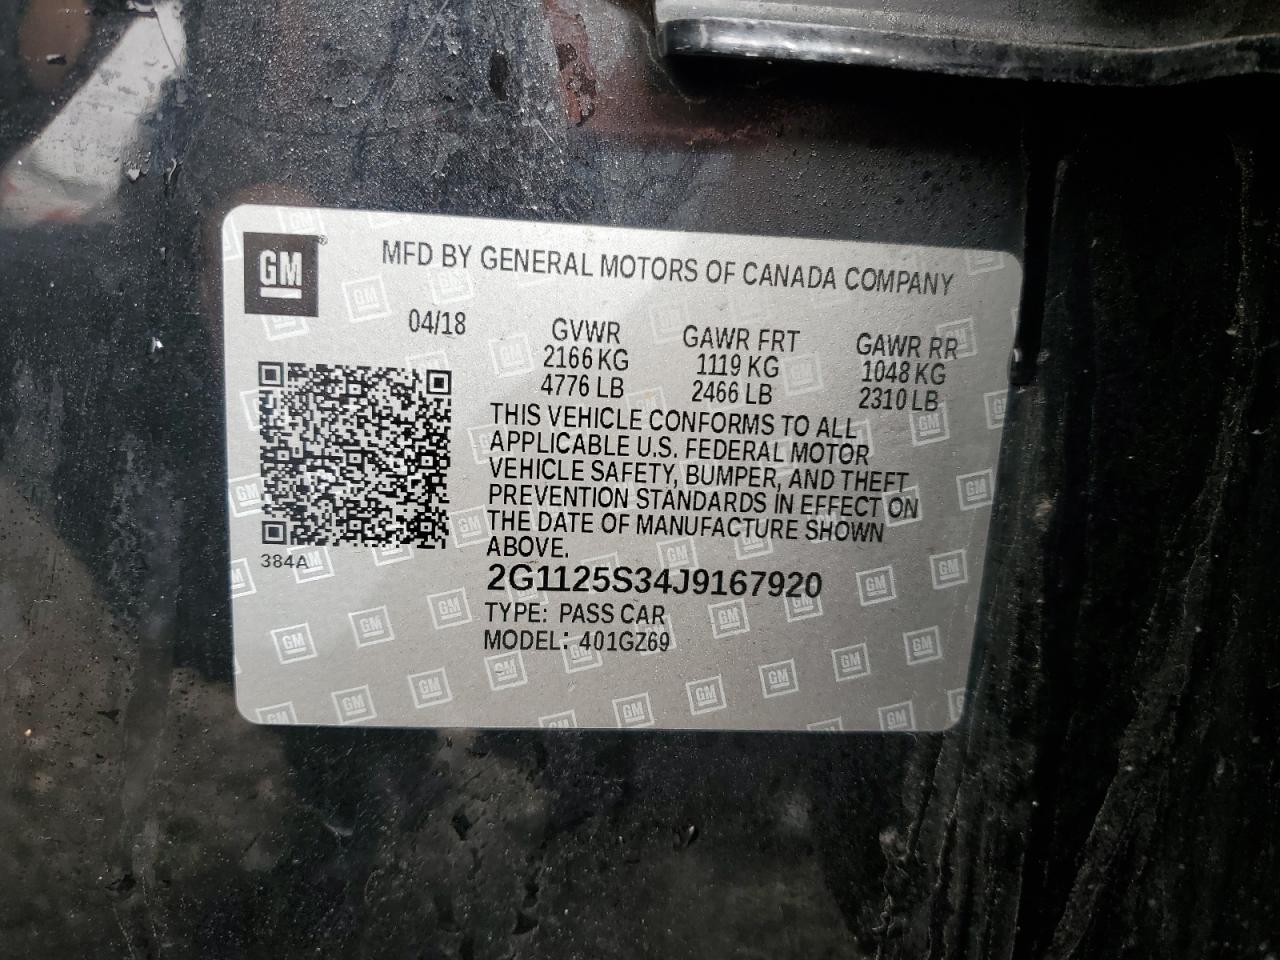 GM
MFD BY GENERAL MOTORS OF CANADA COMPANY
04/18
GVWR
2166 KG
4776 LB
GAWR FRT
1119 KG
2466 LB
GAWR RR
1048 KG
2310 LB
THIS VEHICLE CONFORMS TO ALL
APPLICABLE U.S. FEDERAL MOTOR
VEHICLE SAFETY, BUMPER, AND THEFT
PREVENTION STANDARDS IN EFFECT ON
THE DATE OF MANUFACTURE SHOWN
ABOVE.
384A
2G1125S34J9167920
TYPE: PASS CAR
MODEL: 401GZ69